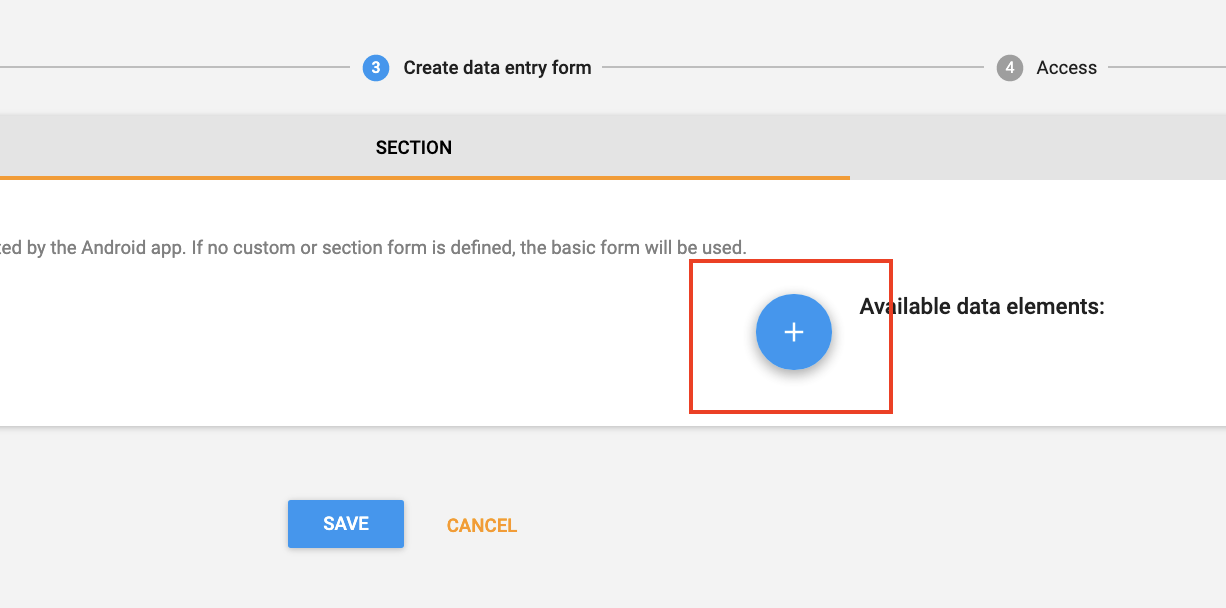 3 Create data entry form
4 Access
SECTION
by the Android app. If no custom or section form is defined, the basic form will be used.
Available data elements:
+
SAVE
CANCEL